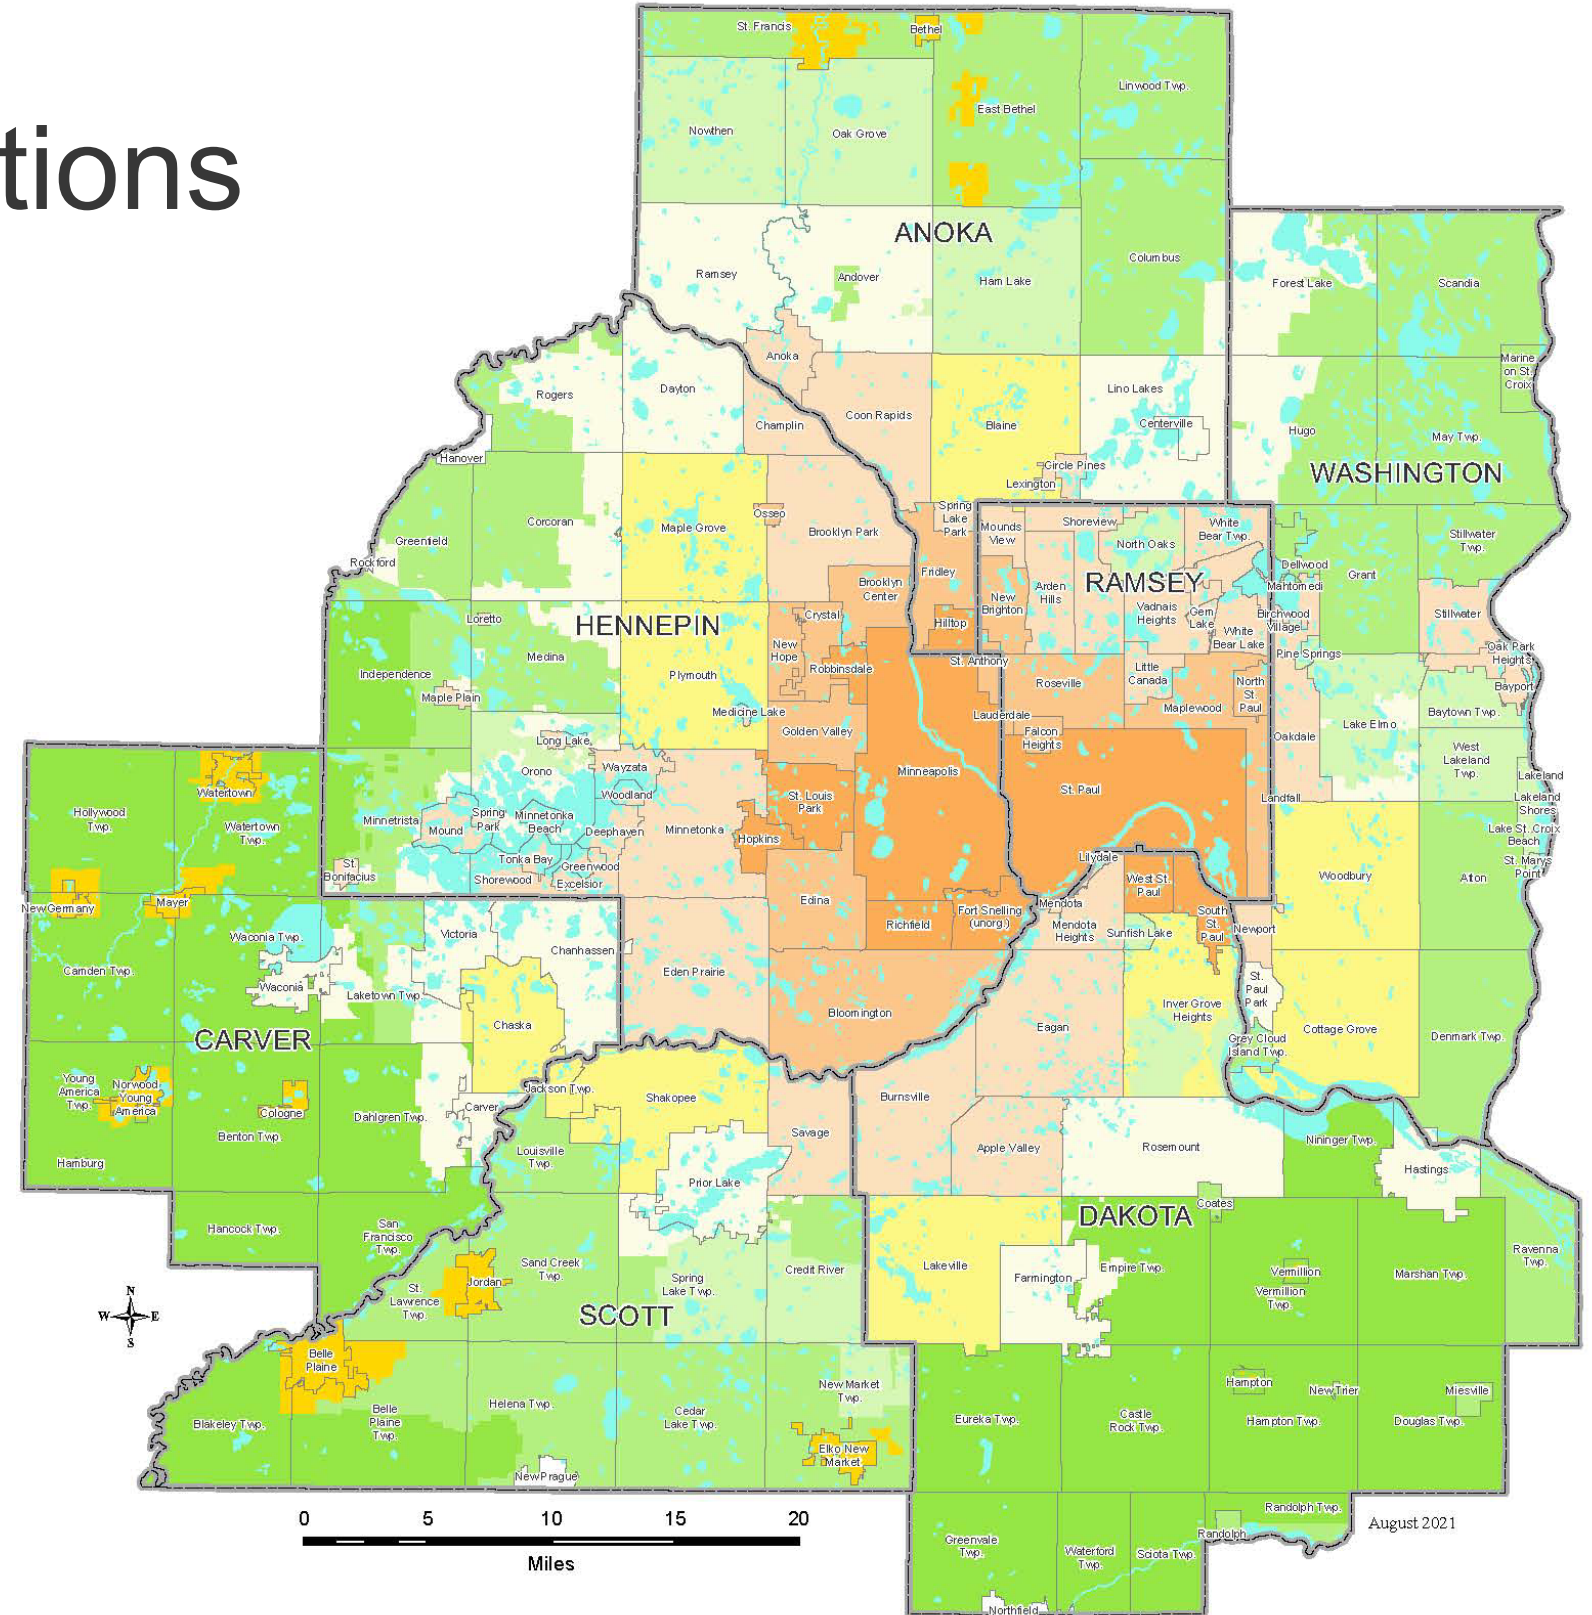 tions
St. Francis
Bethel
East Bethel
Linwood Twp.
Nowthen
Oak Grove
ANOKA
Ramsey
Andover
Ham Lake
Columbus
Forest Lake
Scandia
Anoka
Marine
on St.
Croix
Rogers
Dayton
Lino Lakes
Champlin
Coon Rapids
Blaine
Centerville
Hugo
May Twp.
Hanover
Circle Pines
Lexington
WASHINGTON
Corcoran
Maple Grove
Osseo
Brooklyn Park
Spring
Lake
Park
Mounds
View
Shoreview
White
Bear Twp.
North Oaks
Stillwater
Twp.
Greenfield
Rockford
Fridley
Brooklyn
Center
New
Brighton
Arden
Hills
RAMSEY
Dellwood
Mahtomedi
Grant
Loretto
HENNEPIN
Crystal
Hilltop
Vadnais
Heights
Gem
Lake
White
Bear Lake
Birchwood
Village
Stillwater
Medina
New
Hope
Robbinsdale
St. Anthony
Pine Springs
Oak Park
Heights
Independence
Maple Plain
Plymouth
Roseville
Little
Canada
North
St.
Paul
Bayport
Medicine Lake
Golden Valley
Lauderdale
Maplewood
Baytown Twp.
Lake Elmo
Long Lake
Falcon
Heights
Oakdale
West
Lakeland
Twp.
Orono
Wayzata
Minneapolis
St. Paul
Lakeland
Hollywood
Twp.
Watertown
Woodland
St. Louis
Park
Landfall
Lakeland
Shores
Watertown
Twp.
Minnetrista
Mound
Spring
Park
Minnetonka
Beach
Deephaven
Minnetonka
Hopkins
Lake St. Croix
Beach
Tonka Bay
Greenwood
Lilydale
St. Marys
Point
St.
Bonifacius
Shorewood
Excelsior
West St.
Paul
Woodbury
Afton
New Germany
Mayer
Edina
Richfield
Fort Snelling
(unorg.)
Mendota
Mendota
Heights
Sunfish Lake
South
St.
Paul
Newport
Waconia Twp.
Victoria
Chanhassen
Camden Twp.
Waconia
Laketown Twp.
Eden Prairie
Bloomington
St.
Paul
Park
Inver Grove
Heights
Chaska
Eagan
Cottage Grove
CARVER
Grey Cloud
Island Twp.
Denmark Twp.
Young
America
Twp.
Norwood
Young
America
Cologne
Dahlgren Twp.
Carver
Jackson Twp.
Shakopee
Burnsville
Benton Twp.
Savage
Louisville
Twp.
Apple Valley
Rosemount
Nininger Twp.
Hamburg
Prior Lake
Hastings
Hancock Twp.
San
Francisco
Twp.
Coates
DAKOTA
Sand Creek
Twp.
Credit River
Lakeville
Farmington
Empire Twp.
Vermillion
Vermillion
Twp.
Marshan Twp.
Ravenna
Twp.
St.
Lawrence
Twp.
Jordan
Spring
Lake Twp.
SCOTT
N
W
E
S
Belle
Plaine
New Market
Twp.
Hampton
New Trier
Miesville
Blakeley Twp.
Belle
Plaine
Twp.
Helena Twp.
Cedar
Lake Twp.
Eureka Twp.
Castle
Rock Twp.
Hampton Twp.
Douglas Twp.
Elko New
Market
New Prague
Randolph Twp.
August 2021
0 5 10 15 20
Miles
Greenvale
Twp.
Waterford
Twp.
Sciota Twp.
Randolph
Northfield